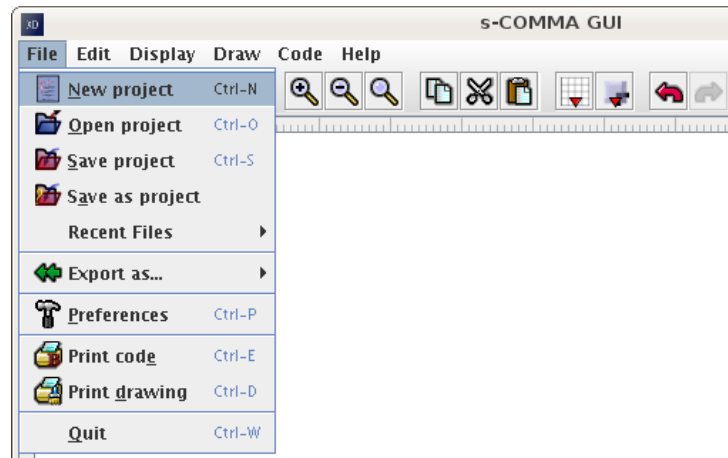 3D
s-COMMA GUI
File Edit Display Draw Code Help
New project Ctrl-N
Open project Ctrl-O
Save project Ctrl-S
Save as project
Recent Files
Export as...
Preferences Ctrl-P
Print code Ctrl-E
Print drawing Ctrl-D
Quit Ctrl-W